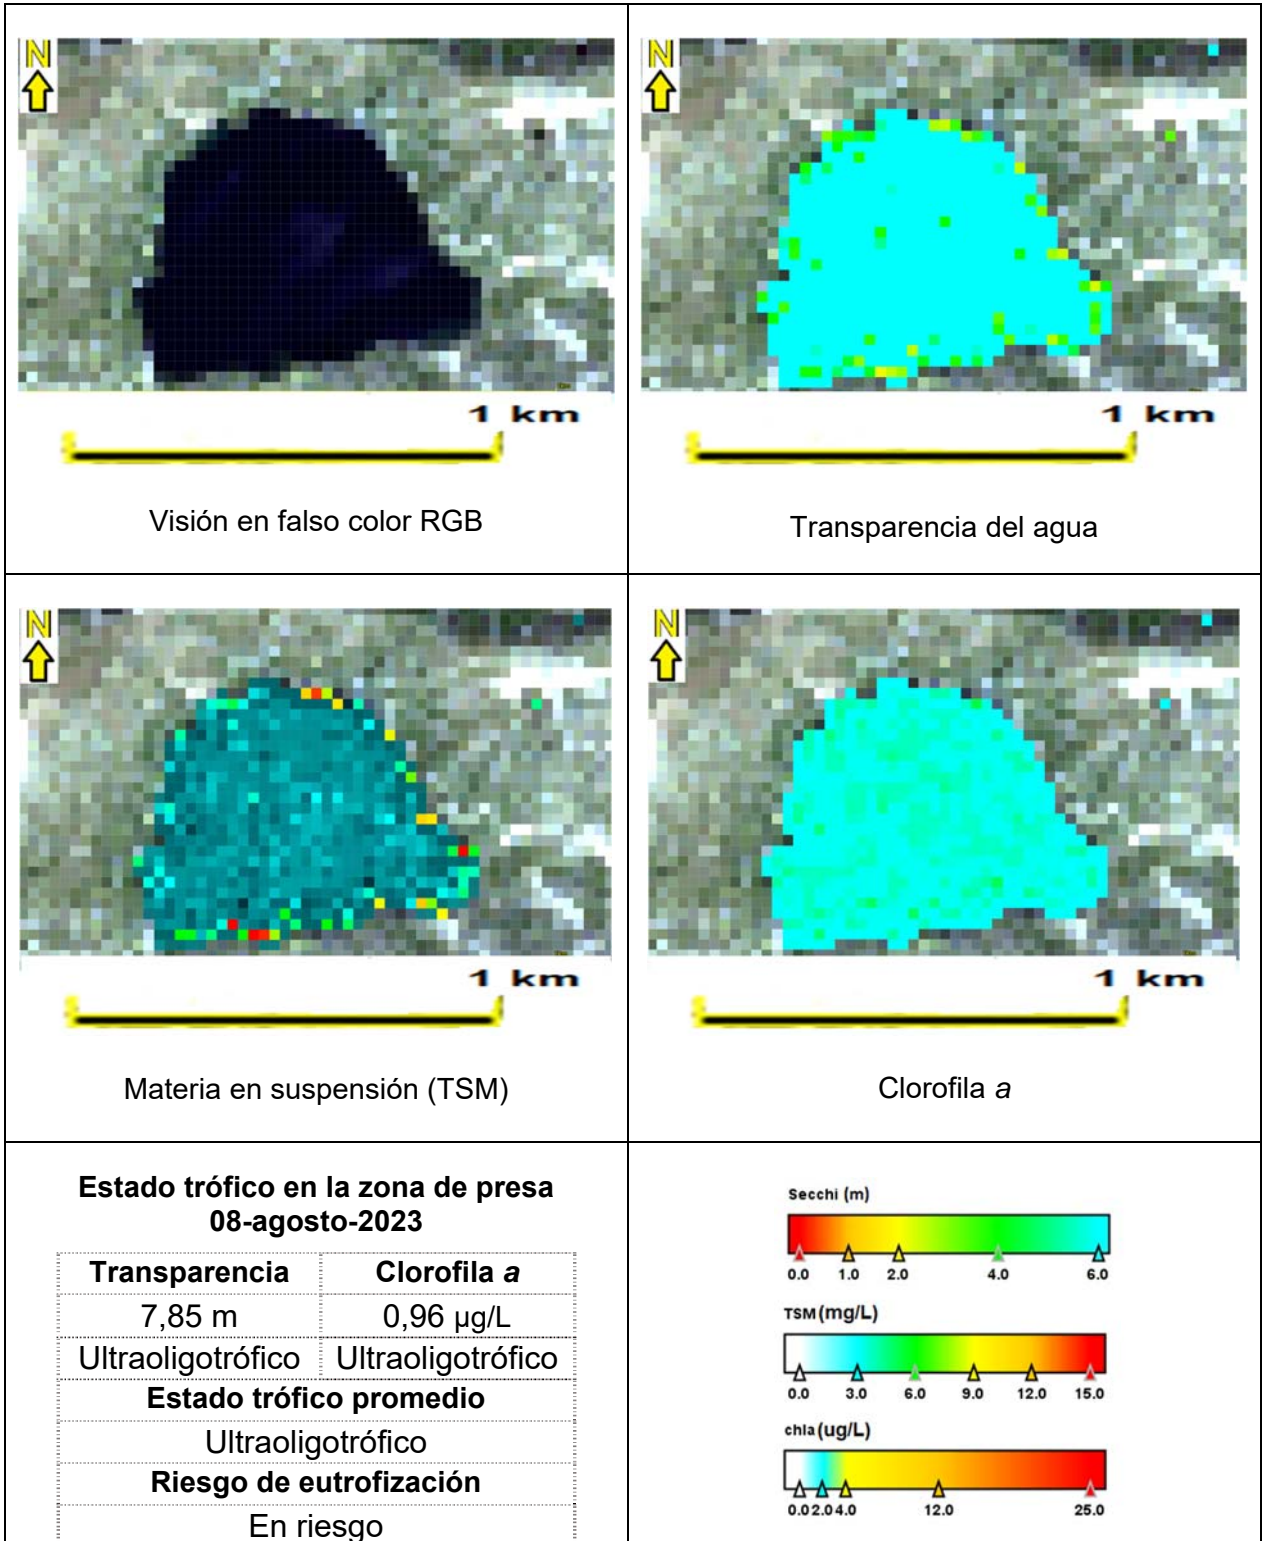 N
N
1 km
1 km
Visión en falso color RGB
Transparencia del agua
N
N
1 km
1 km
Materia en suspensión (TSM)
Clorofila a
Estado trófico en la zona de presa
08-agosto-2023
Transparencia Clorofila a
7,85 m 0,96 µg/L
Ultraoligotrófico Ultraoligotrófico
Estado trófico promedio
Ultraoligotrófico
Riesgo de eutrofización
En riesgo
Secchi (m)
0.0 1.0 2.0 4.0 6.0
TSM (mg/L)
0.0 3.0 6.0 9.0 12.0 15.0
chla (ug/L)
0.0 2.0 4.0 12.0 25.0